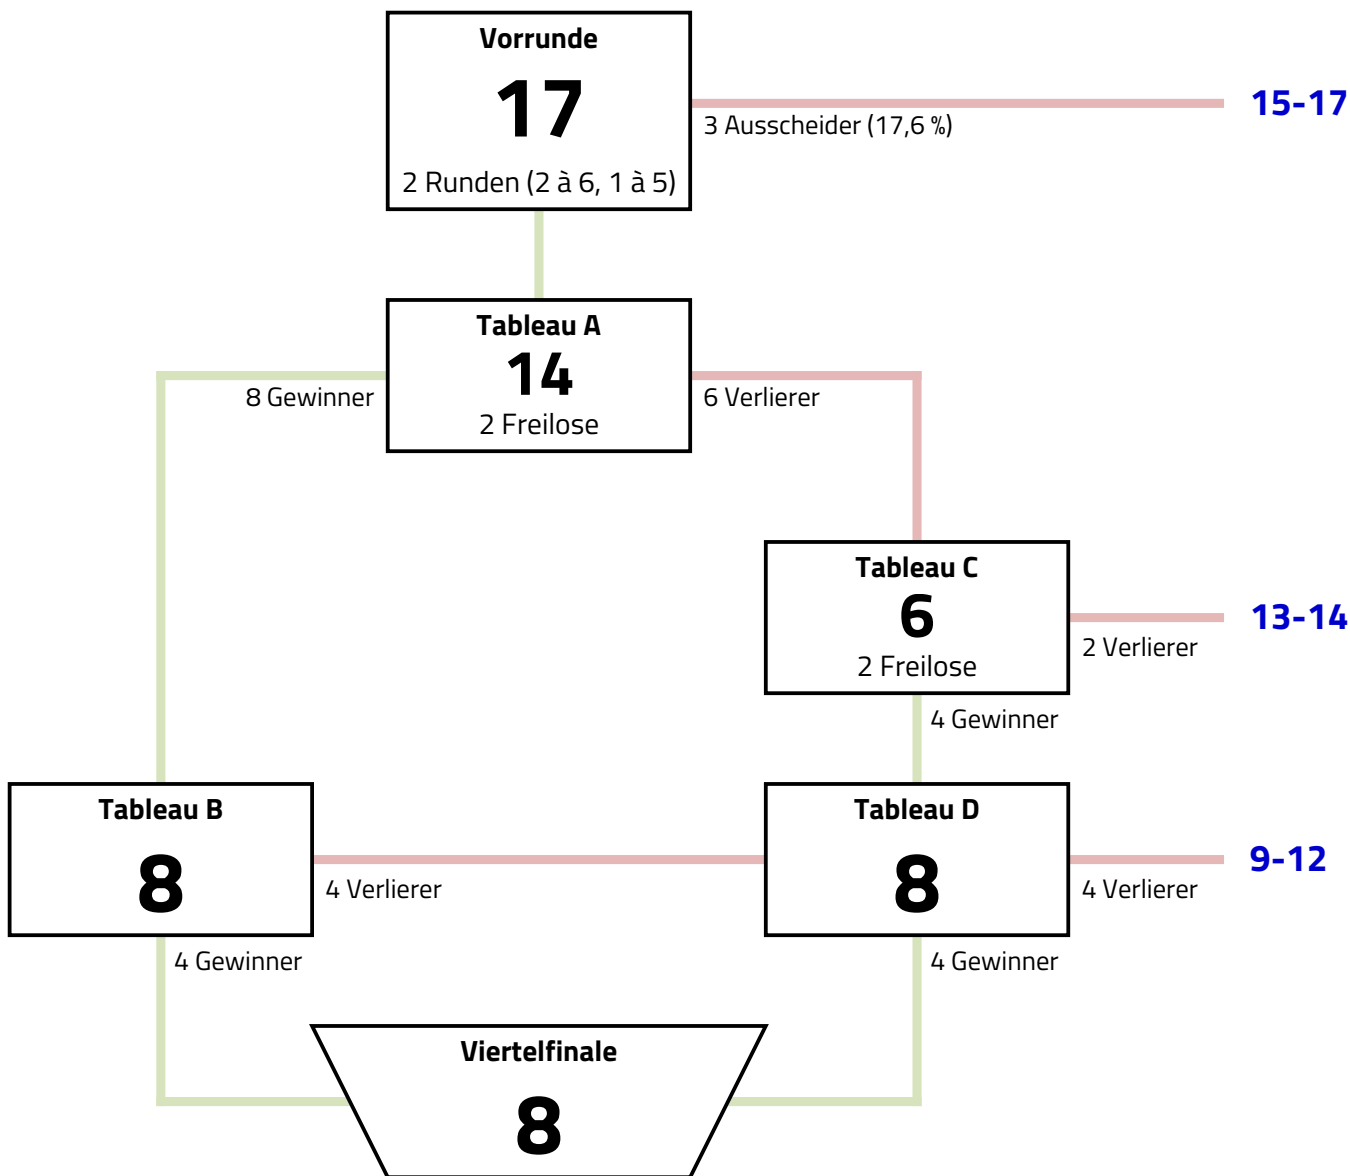 Vorrunde
17
2 Runden (2 à 6, 1 à 5)
15-17
3 Ausscheider (17,6 %)
Tableau A
14
2 Freilose
8 Gewinner
6 Verlierer
Tableau C
6
2 Freilose
13-14
2 Verlierer
4 Gewinner
Tableau B
8
4 Verlierer
4 Gewinner
Tableau D
8
9-12
4 Verlierer
4 Gewinner
Viertelfinale
8